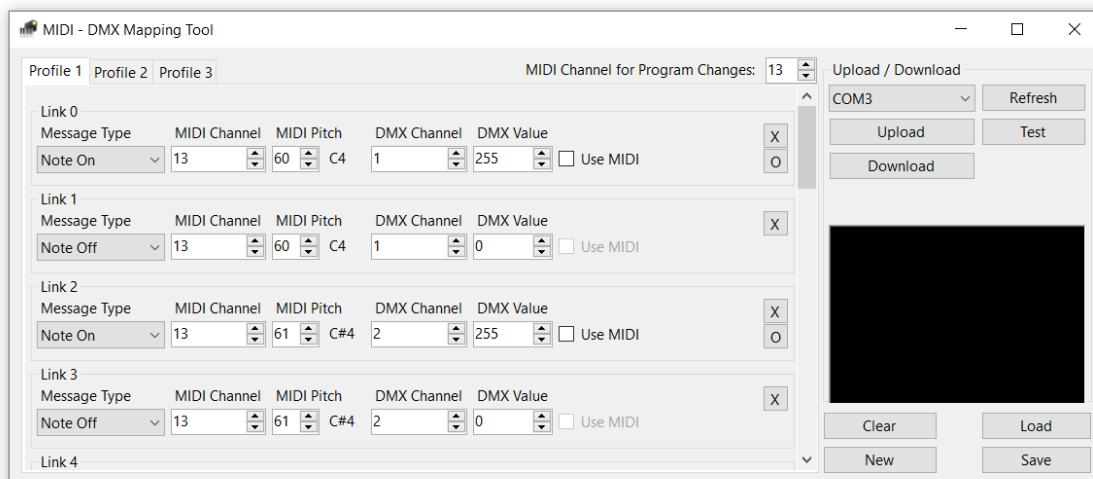 MIDI - DMX Mapping Tool
Profile 1 Profile 2 Profile 3 MIDI Channel for Program Changes: 13
Link 0
Message Type MIDI Channel MIDI Pitch DMX Channel DMX Value
Note On 13 60 C4 1 255 Use MIDI
X
O
Link 1
Message Type MIDI Channel MIDI Pitch DMX Channel DMX Value
Note Off 13 60 C4 1 0 Use MIDI
X
Link 2
Message Type MIDI Channel MIDI Pitch DMX Channel DMX Value
Note On 13 61 C#4 2 255 Use MIDI
X
O
Link 3
Message Type MIDI Channel MIDI Pitch DMX Channel DMX Value
Note Off 13 61 C#4 2 0 Use MIDI
X
Link 4
Upload / Download
COM3 Refresh
Upload Test
Download
Clear Load
New Save